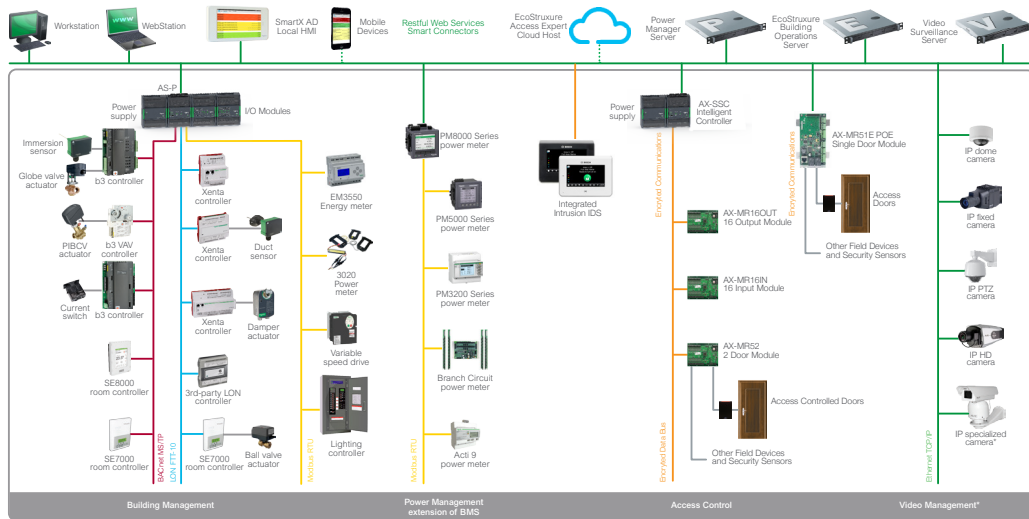 Workstation
WebStation
SmartX AD
Local HMI
Mobile
Devices
Restful Web Services
Smart Connectors
EcoStruxure
Access Expert
Cloud Host
Power
Manager
Server
EcoStruxure
Building
Operations
Server
Video
Surveillance
Server
WWW
P
E
V
AS-P
Power
supply
I/O Modules
Immersion
sensor
Globe valve
actuator
b3 controller
PIBCV
actuator
b3 VAV
controller
Current
switch
b3 controller
SE8000
room controller
SE7000
room controller
BACnet MS/TP
LON FTT-10
Xenta
controller
Xenta
controller
Duct
sensor
Xenta
controller
Damper
actuator
3rd-party LON
controller
SE7000
room controller
Ball valve
actuator
Modbus RTU
EM3550
Energy meter
3020
Power
meter
Variable
speed drive
Lighting
controller
PM8000 Series
power meter
PM5000 Series
power meter
PM3200 Series
power meter
Branch Circuit
power meter
Acti 9
power meter
Modbus RTU
Integrated
Intrusion IDS
Power
supply
AX-SSC
Intelligent
Controller
Encrypted Communications
AX-MR16OUT
16 Output Module
AX-MR16IN
16 Input Module
AX-MR52
2 Door Module
Access Controlled Doors
Other Field Devices
and Security Sensors
Encryted Data Bus
AX-MR51E POE
Single Door Module
Encrypted Communications
Access
Doors
Other Field Devices
and Security Sensors
IP dome
camera
IP fixed
camera
IP PTZ
camera
IP HD
camera
IP specialized
camera*
Ethernet TCP/IP
Building Management
Power Management
extension of BMS
Access Control
Video Management*